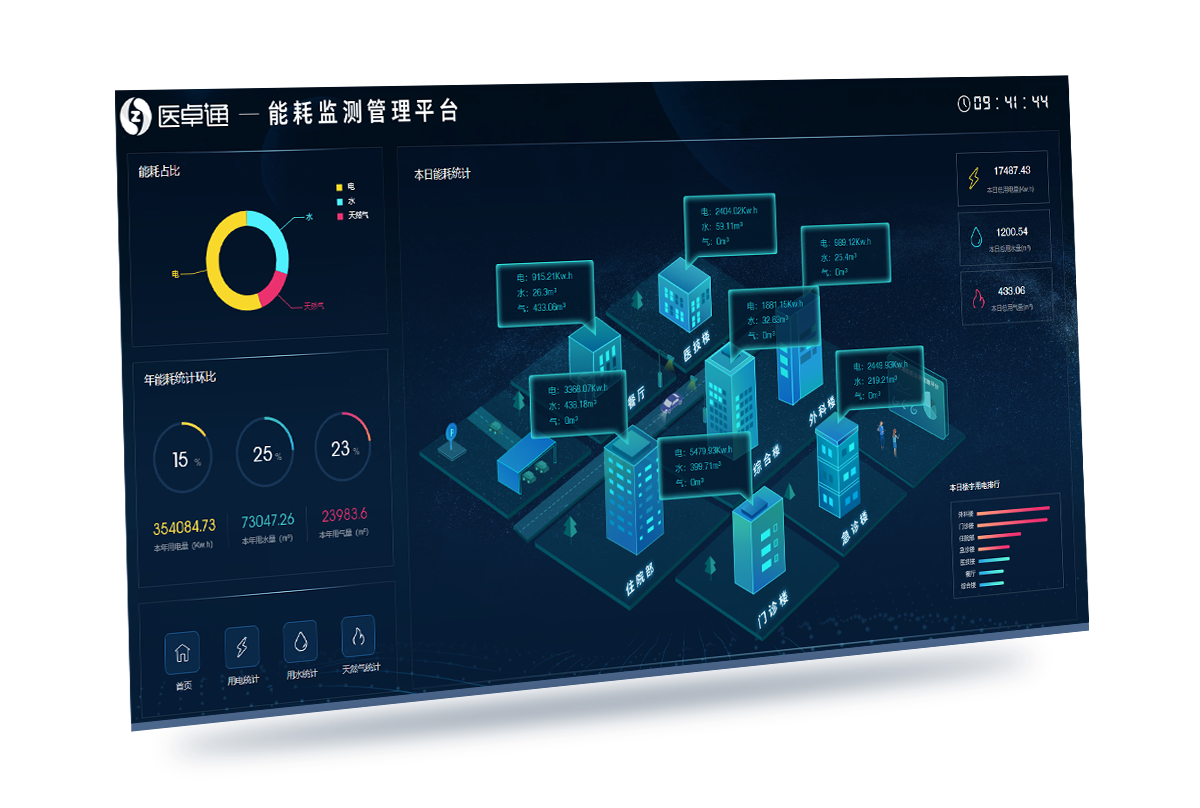 医卓通 — 能耗监测管理平台
09 : 41 : 44
能耗占比
电
水
天然气
水
电
天然气
年能耗统计环比
15 %
25 %
23 %
354084.73
本年用电量 (Kw.h)
73047.26
本年用水量 (m³)
23983.6
本年用气量 (m³)
首页
用电统计
用水统计
天然气统计
本日能耗统计
电: 2404.02Kw.h
水: 59.11m³
气: 0m³
电: 989.12Kw.h
水: 25.4m³
气: 0m³
电: 915.21Kw.h
水: 26.3m³
气: 433.06m³
电: 1881.15Kw.h
水: 32.63m³
气: 0m³
电: 2449.93Kw.h
水: 219.21m³
气: 0m³
电: 3368.07Kw.h
水: 438.18m³
气: 0m³
电: 5479.93Kw.h
水: 399.71m³
气: 0m³
医技楼
餐厅
外科楼
综合楼
急诊楼
住院部
门诊楼
P
17487.43
本日总用电量(Kw.h)
1200.54
本日总用水量(m³)
433.06
本日总用气量(m³)
本日楼宇用电排行
外科楼
门诊楼
住院部
急诊楼
医技楼
餐厅
综合楼